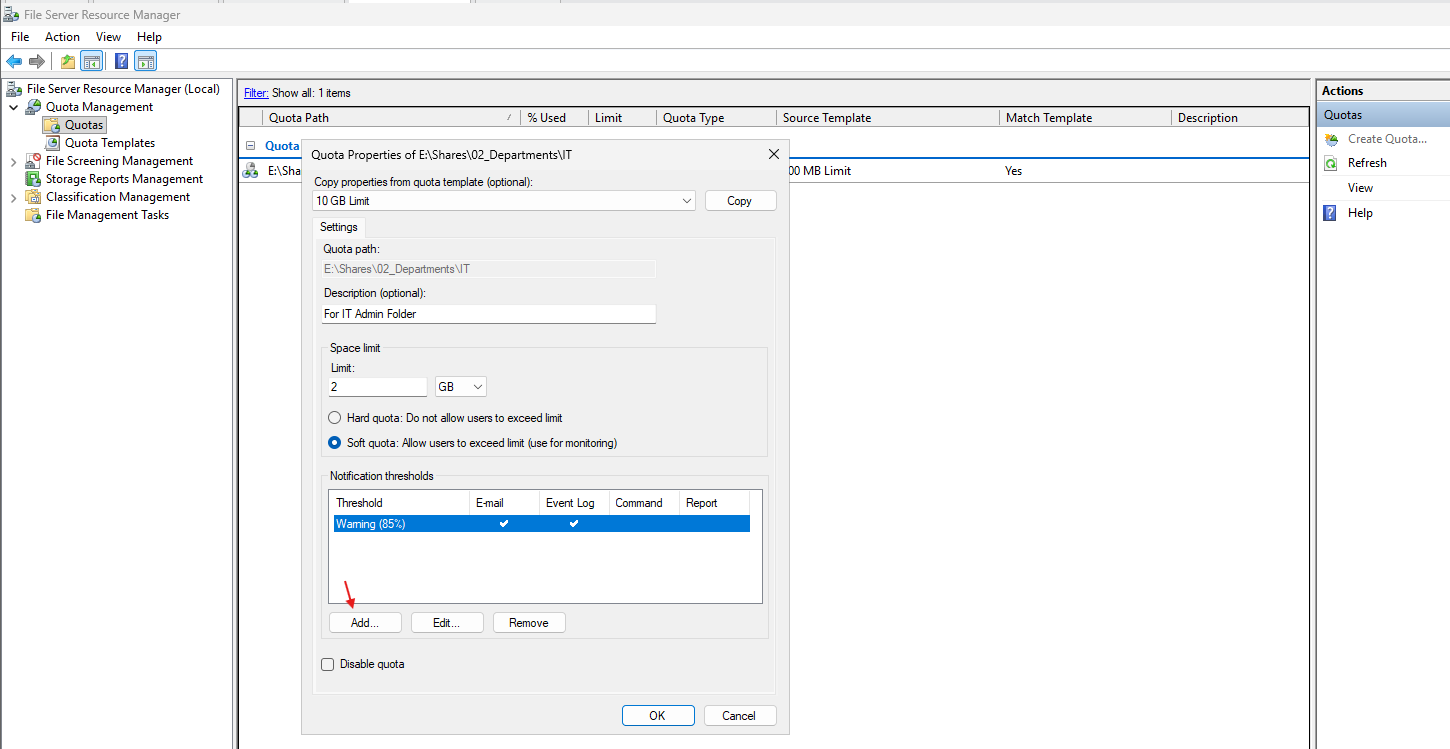 File Server Resource Manager
File Action View Help
File Server Resource Manager (Local)
Quota Management
Quotas
Quota Templates
File Screening Management
Storage Reports Management
Classification Management
File Management Tasks
Filter: Show all: 1 items
Quota Path / % Used Limit Quota Type Source Template Match Template Description
Quota
E:\Sha 00 MB Limit Yes
Quota Properties of E:\Shares\02_Departments\IT
Copy properties from quota template (optional):
10 GB Limit Copy
Settings
Quota path:
E:\Shares\02_Departments\IT
Description (optional):
For IT Admin Folder
Space limit
Limit:
2 GB
Hard quota: Do not allow users to exceed limit
Soft quota: Allow users to exceed limit (use for monitoring)
Notification thresholds
Threshold E-mail Event Log Command Report
Warning (85%)
Add... Edit... Remove
Disable quota
OK Cancel
Actions
Quotas
Create Quota...
Refresh
View
Help